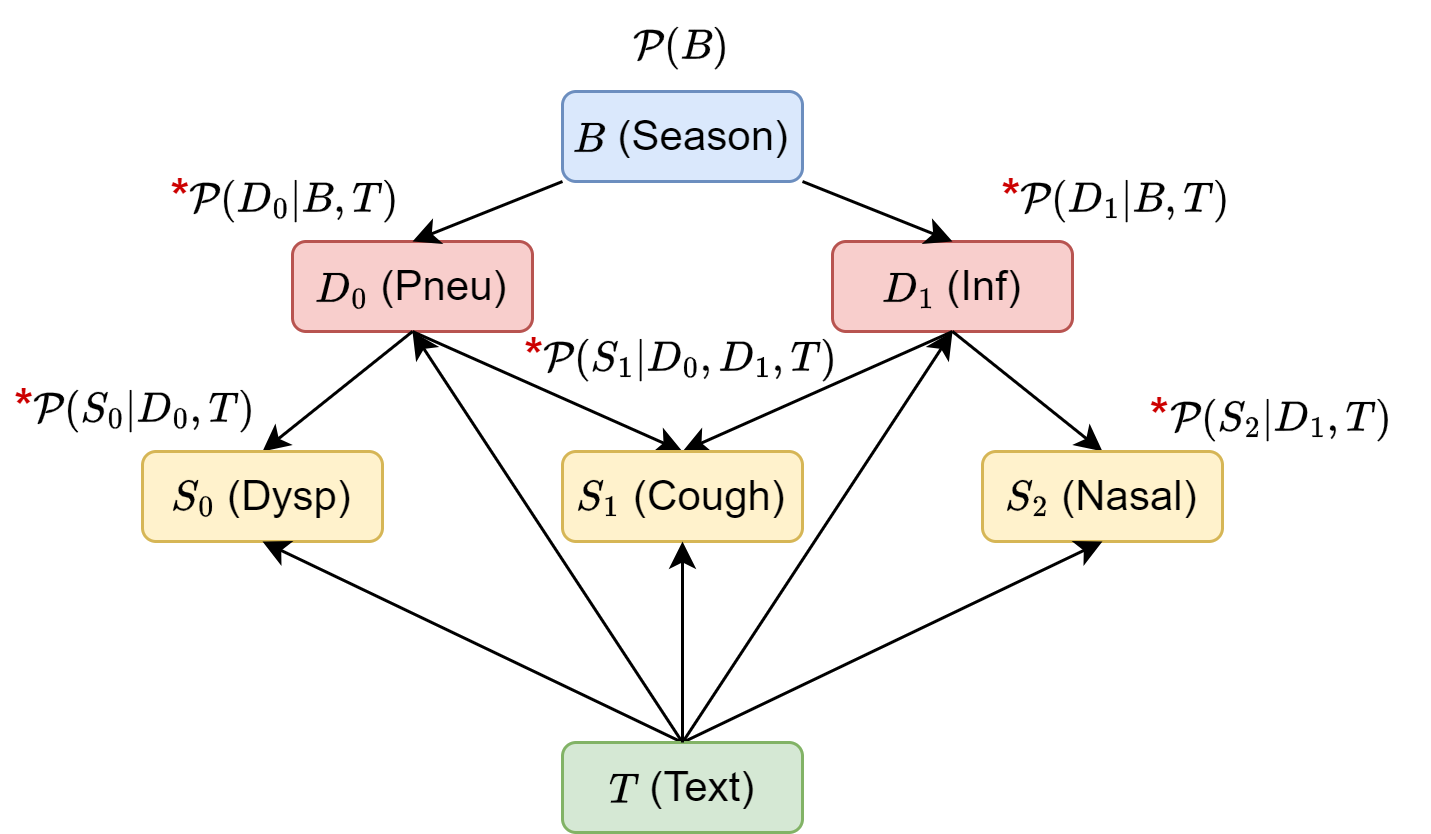 𝒫(B)
B (Season)
*𝒫(D₀|B, T)
*𝒫(D₁|B, T)
D₀ (Pneu)
D₁ (Inf)
*𝒫(S₁|D₀, D₁, T)
*𝒫(S₀|D₀, T)
*𝒫(S₂|D₁, T)
S₀ (Dysp)
S₁ (Cough)
S₂ (Nasal)
T (Text)